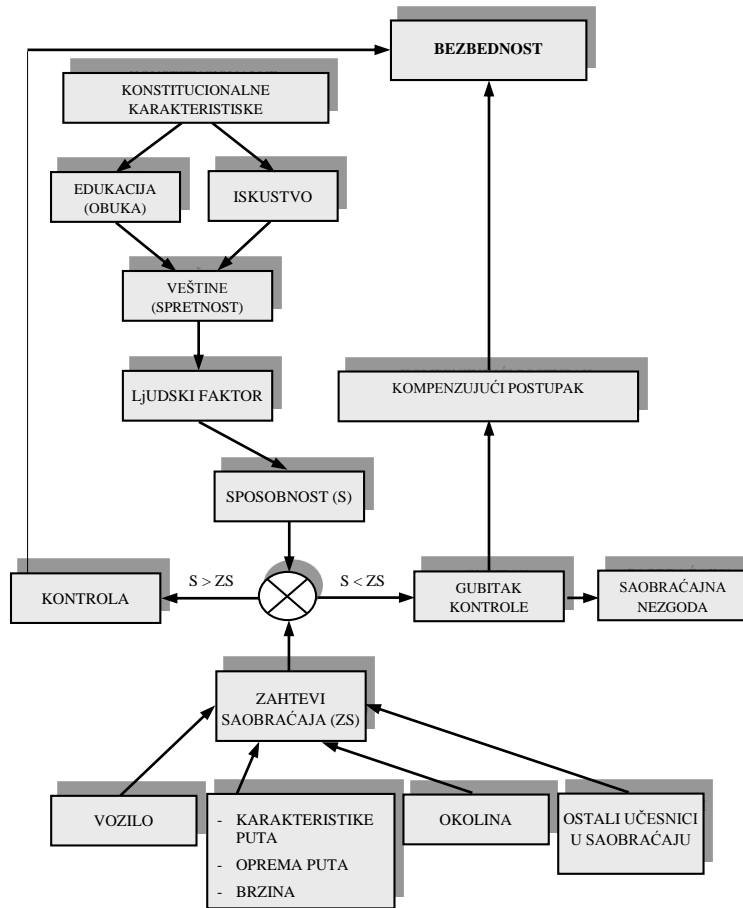 BEZBEDNOST
KONSTITUCIONALNE
KARAKTERISTISKE
EDUKACIJA
(OBUKA)
ISKUSTVO
VEŠTINE
(SPRETNOST)
LjUDSKI FAKTOR
KOMPENZUJUĆI POSTUPAK
SPOSOBNOST (S)
S > ZS
S < ZS
KONTROLA
GUBITAK
KONTROLE
SAOBRAĆAJNA
NEZGODA
ZAHTEVI
SAOBRAĆAJA (ZS)
VOZILO
- KARAKTERISTIKE
PUTA
- OPREMA PUTA
- BRZINA
OKOLINA
OSTALI UČESNICI
U SAOBRAĆAJU